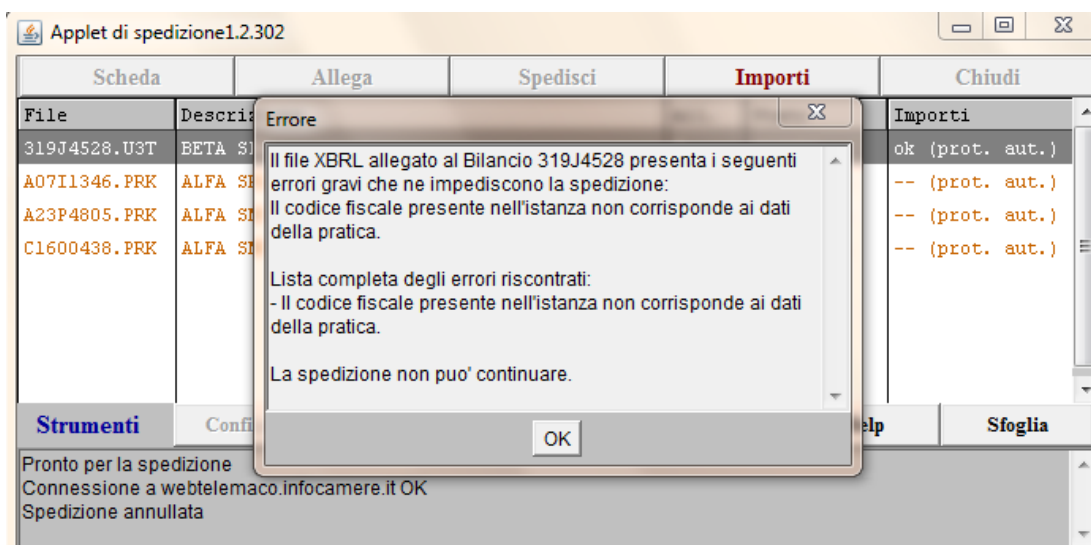 Applet di spedizione1.2.302
Scheda Allega Spedisci Importi Chiudi
File Importi
319J4528.U3T BETA ok (prot. aut.)
A07I1346.PRK ALFA -- (prot. aut.)
A23P4805.PRK ALFA -- (prot. aut.)
C1600438.PRK ALFA -- (prot. aut.)
Errore
Il file XBRL allegato al Bilancio 319J4528 presenta i seguenti
errori gravi che ne impediscono la spedizione:
Il codice fiscale presente nell'istanza non corrisponde ai dati
della pratica.
Lista completa degli errori riscontrati:
- Il codice fiscale presente nell'istanza non corrisponde ai dati
della pratica.
La spedizione non puo' continuare.
OK
Strumenti Sfoglia
Pronto per la spedizione
Connessione a webtelemaco.infocamere.it OK
Spedizione annullata